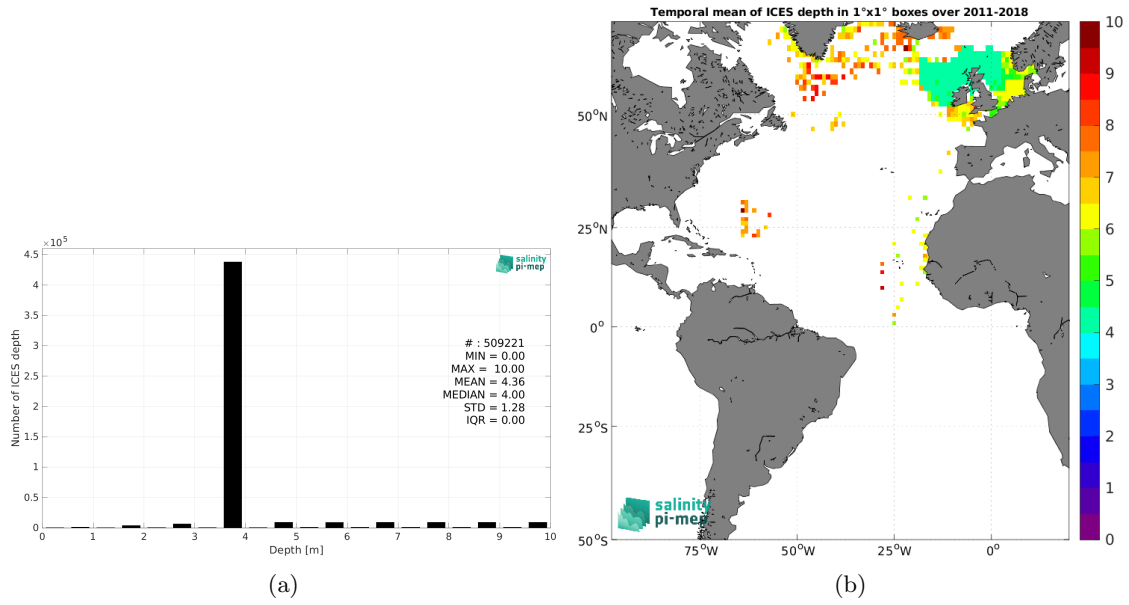 ×10⁵
4.5
4
3.5
3
2.5
2
1.5
1
0.5
0
Number of ICES depth
salinity
pi-mep
# : 509221
MIN = 0.00
MAX = 10.00
MEAN = 4.36
MEDIAN = 4.00
STD = 1.28
IQR = 0.00
0 1 2 3 4 5 6 7 8 9 10
Depth [m]
(a)
Temporal mean of ICES depth in 1°x1° boxes over 2011-2018
50°N
25°N
0°
25°S
50°S
75°W 50°W 25°W 0°
salinity
pi-mep
10
9
8
7
6
5
4
3
2
1
0
(b)